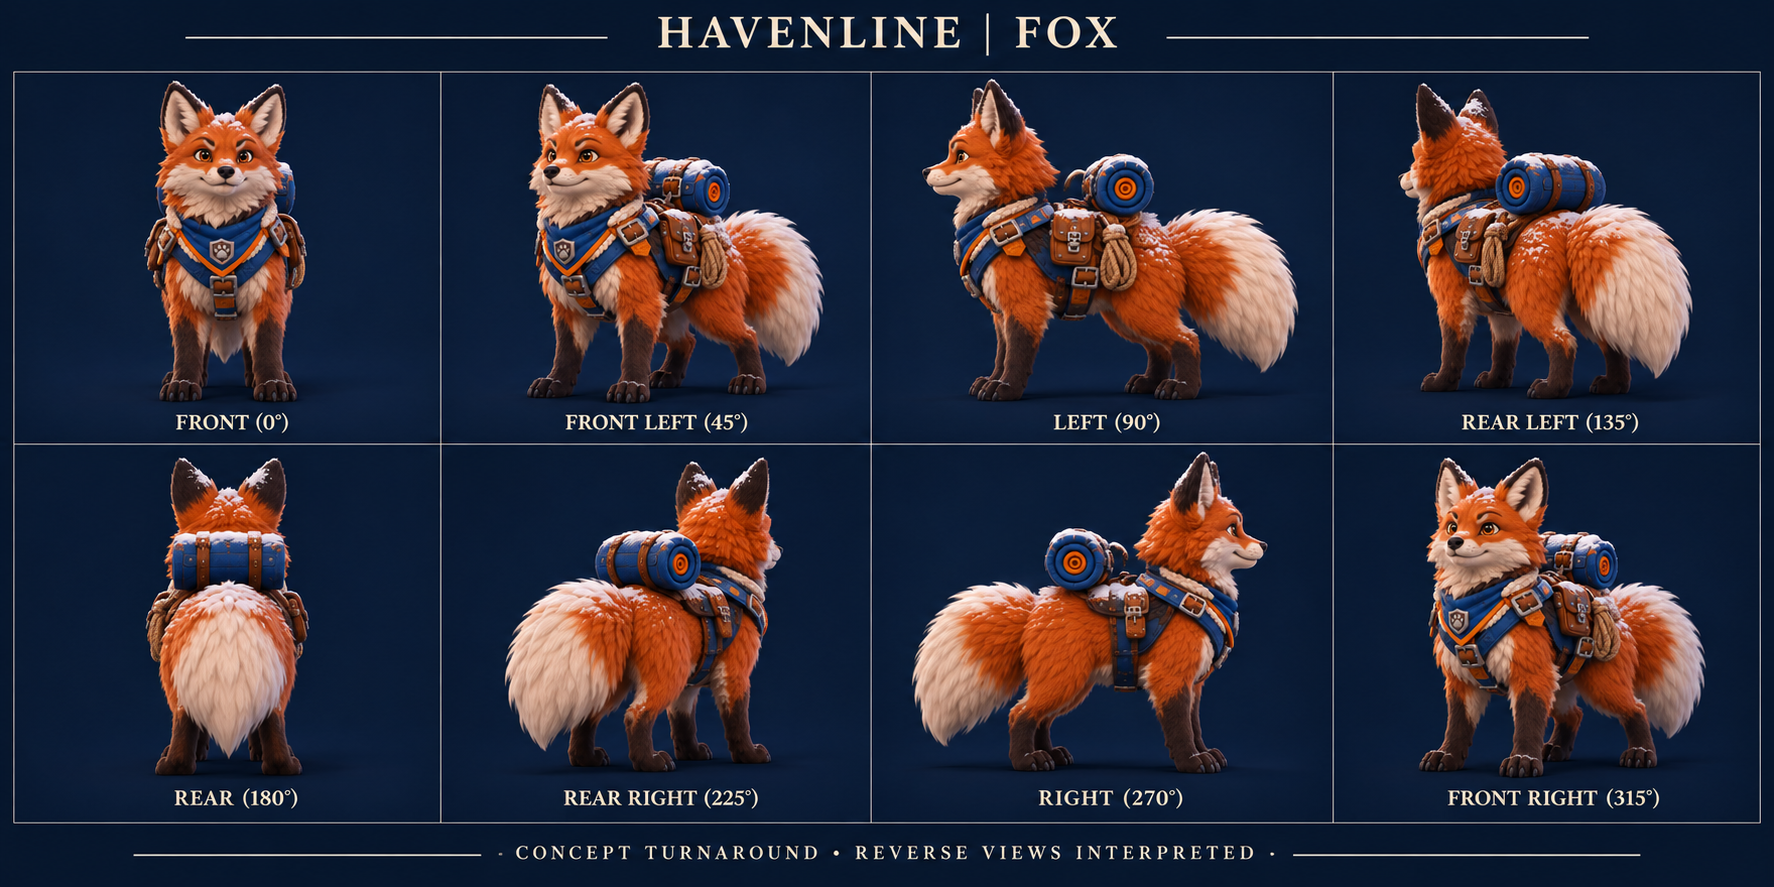 HAVENLINE | FOX
FRONT (0°)
FRONT LEFT (45°)
LEFT (90°)
REAR LEFT (135°)
REAR (180°)
REAR RIGHT (225°)
RIGHT (270°)
FRONT RIGHT (315°)
· CONCEPT TURNAROUND • REVERSE VIEWS INTERPRETED ·